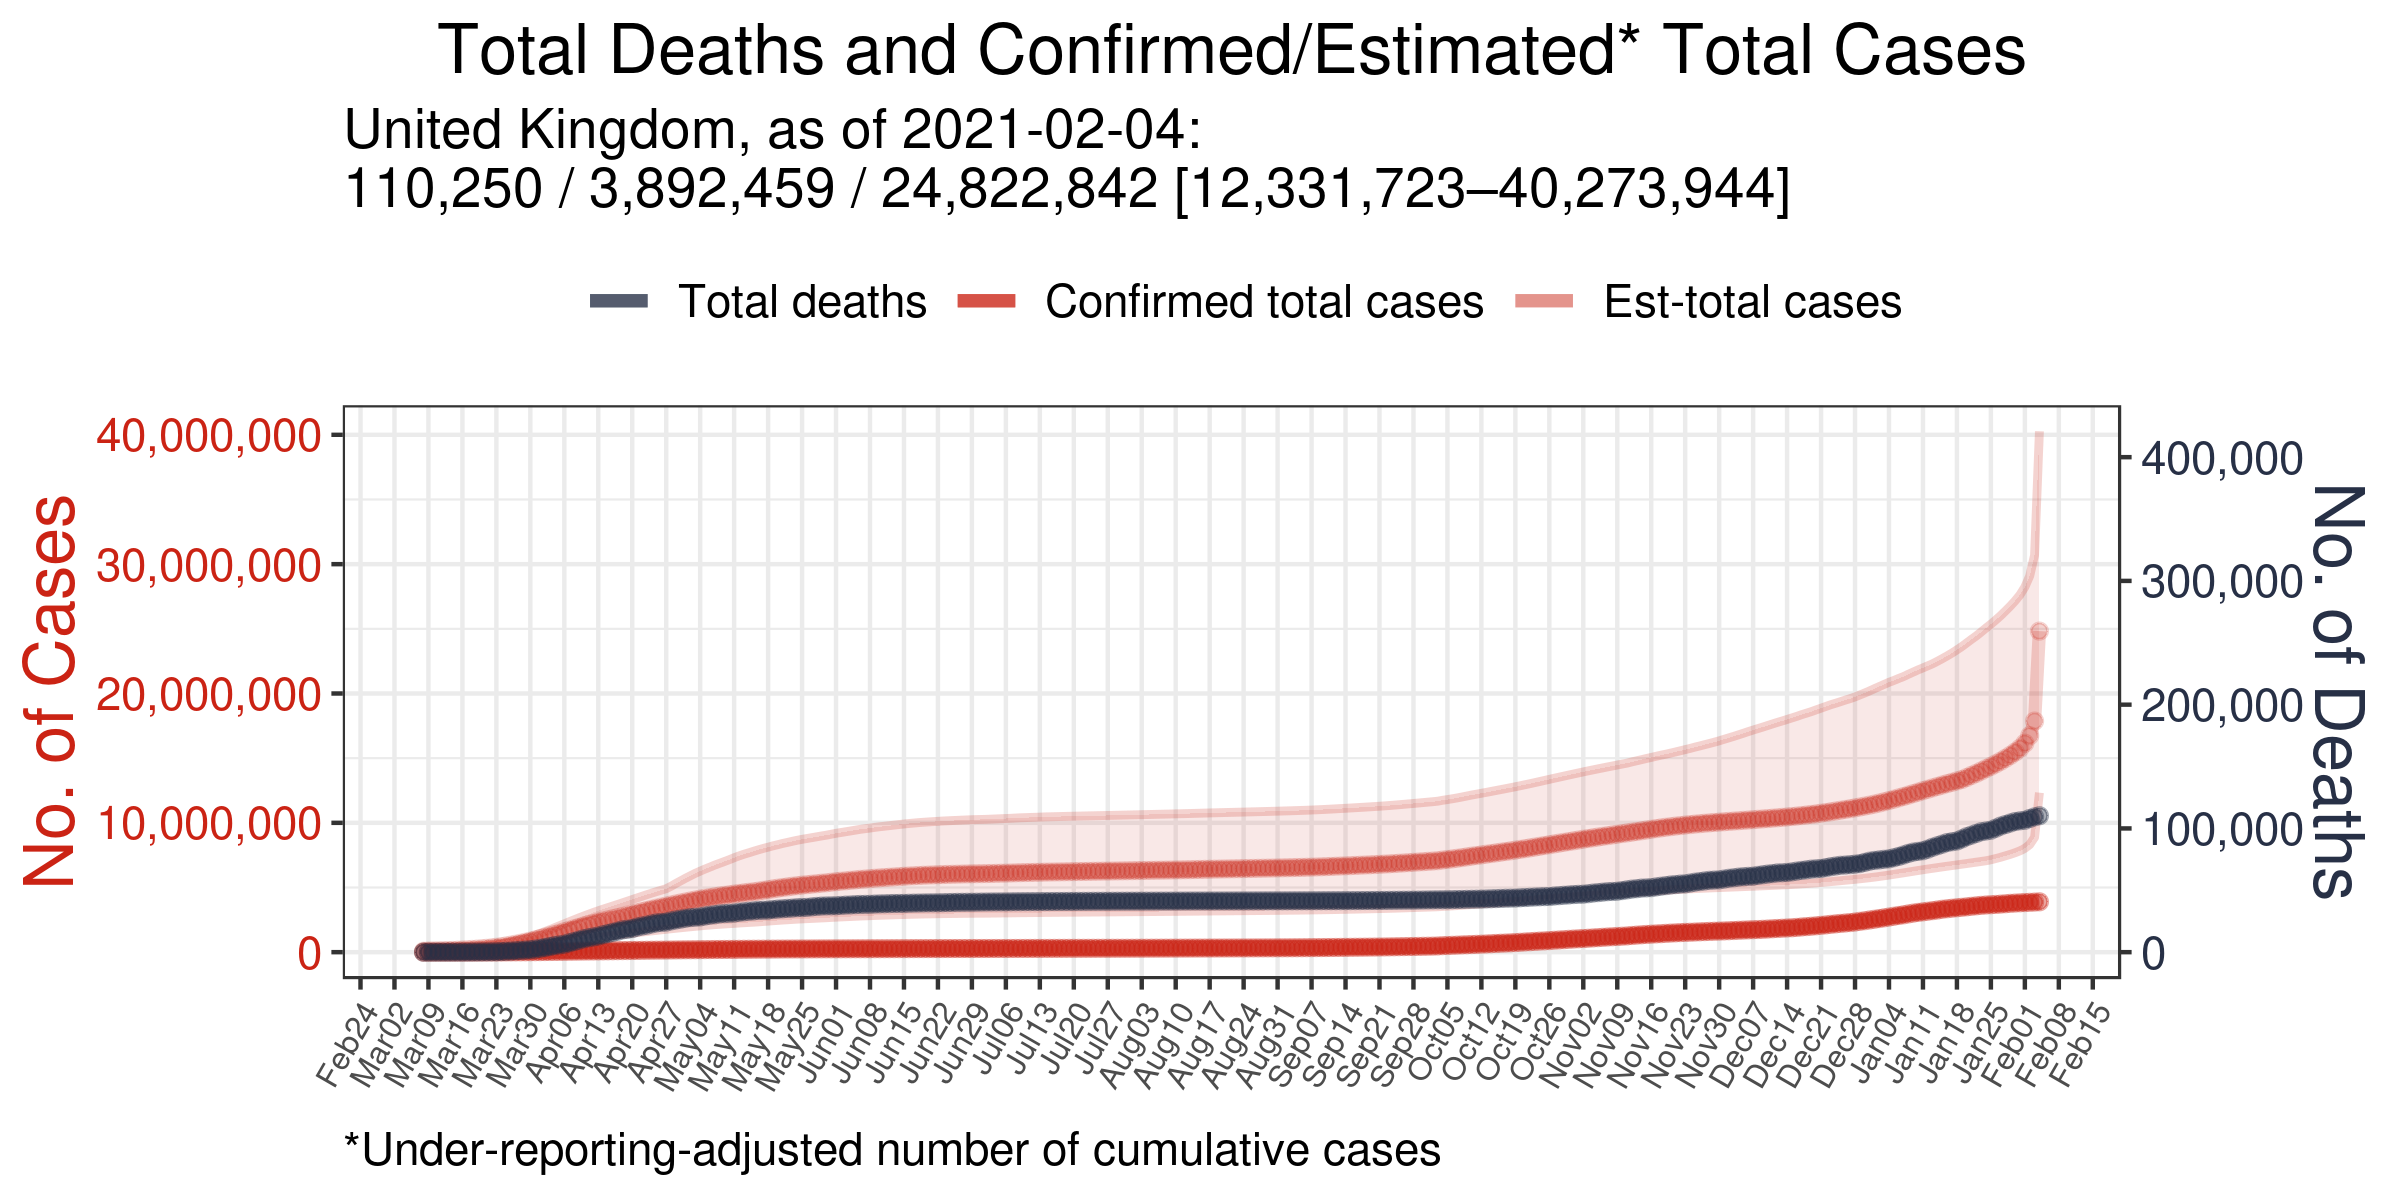 Total Deaths and Confirmed/Estimated* Total Cases
United Kingdom, as of 2021-02-04:
110,250 / 3,892,459 / 24,822,842 [12,331,723–40,273,944]
Total deaths
Confirmed total cases
Est-total cases
No. of Cases
40,000,000
30,000,000
20,000,000
10,000,000
0
400,000
300,000
200,000
100,000
0
No. of Deaths
Feb24
Mar02
Mar09
Mar16
Mar23
Mar30
Apr06
Apr13
Apr20
Apr27
May04
May11
May18
May25
Jun01
Jun08
Jun15
Jun22
Jun29
Jul06
Jul13
Jul20
Jul27
Aug03
Aug10
Aug17
Aug24
Aug31
Sep07
Sep14
Sep21
Sep28
Oct05
Oct12
Oct19
Oct26
Nov02
Nov09
Nov16
Nov23
Nov30
Dec07
Dec14
Dec21
Dec28
Jan04
Jan11
Jan18
Jan25
Feb01
Feb08
Feb15
*Under-reporting-adjusted number of cumulative cases